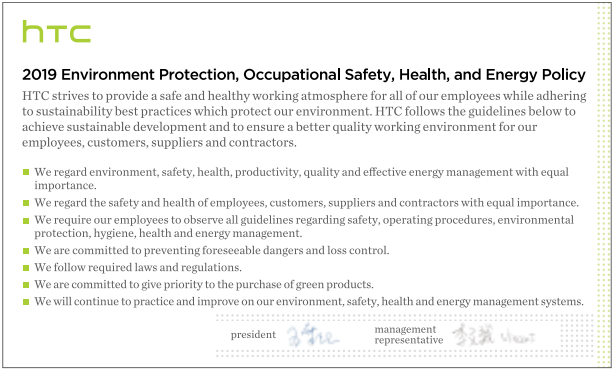 hTC
2019 Environment Protection, Occupational Safety, Health, and Energy Policy
HTC strives to provide a safe and healthy working atmosphere for all of our employees while adhering
to sustainability best practices which protect our environment. HTC follows the guidelines below to
achieve sustainable development and to ensure a better quality working environment for our
employees, customers, suppliers and contractors.
We regard environment, safety, health, productivity, quality and effective energy management with equal
importance.
We regard the safety and health of employees, customers, suppliers and contractors with equal importance.
We require our employees to observe all guidelines regarding safety, operating procedures, environmental
protection, hygiene, health and energy management.
We are committed to preventing foreseeable dangers and loss control.
We follow required laws and regulations.
We are committed to give priority to the purchase of green products.
We will continue to practice and improve on our environment, safety, health and energy management systems.
president
management
representative